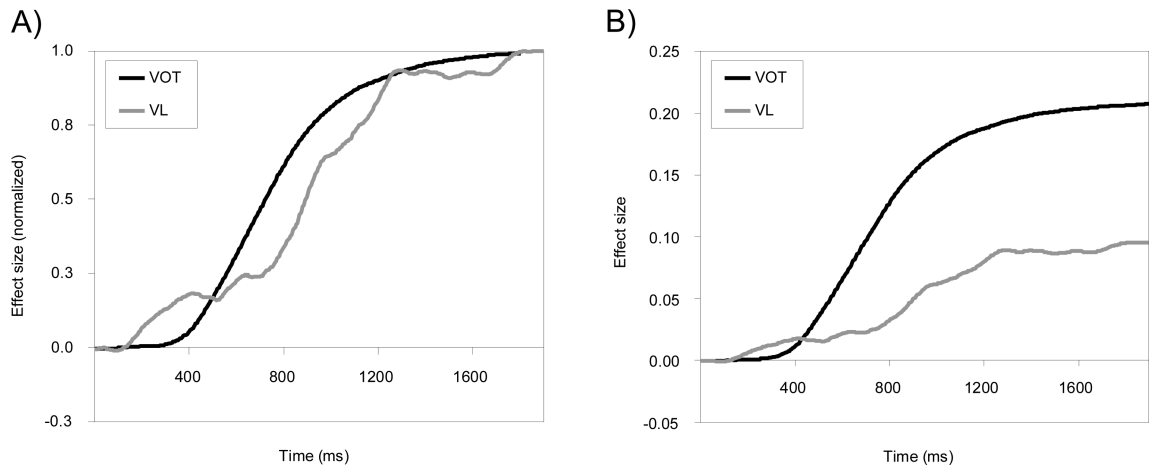 A)
1.0
0.8
0.5
0.3
0.0
-0.3
Effect size (normalized)
VOT
VL
400
800
1200
1600
Time (ms)
B)
0.25
0.20
0.15
0.10
0.05
0.00
-0.05
Effect size
VOT
VL
400
800
1200
1600
Time (ms)